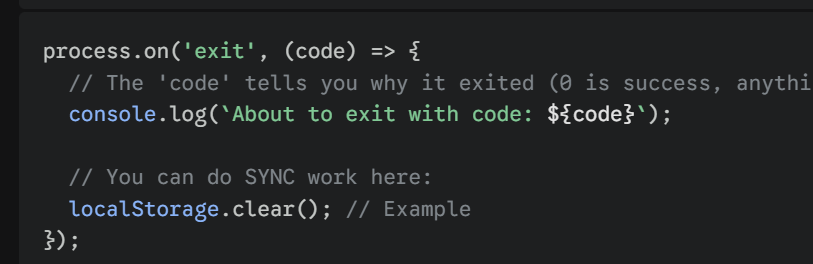 process.on('exit', (code) => {
// The 'code' tells you why it exited (0 is success, anythi
console.log(`About to exit with code: ${code}`);
// You can do SYNC work here:
localStorage.clear(); // Example
});